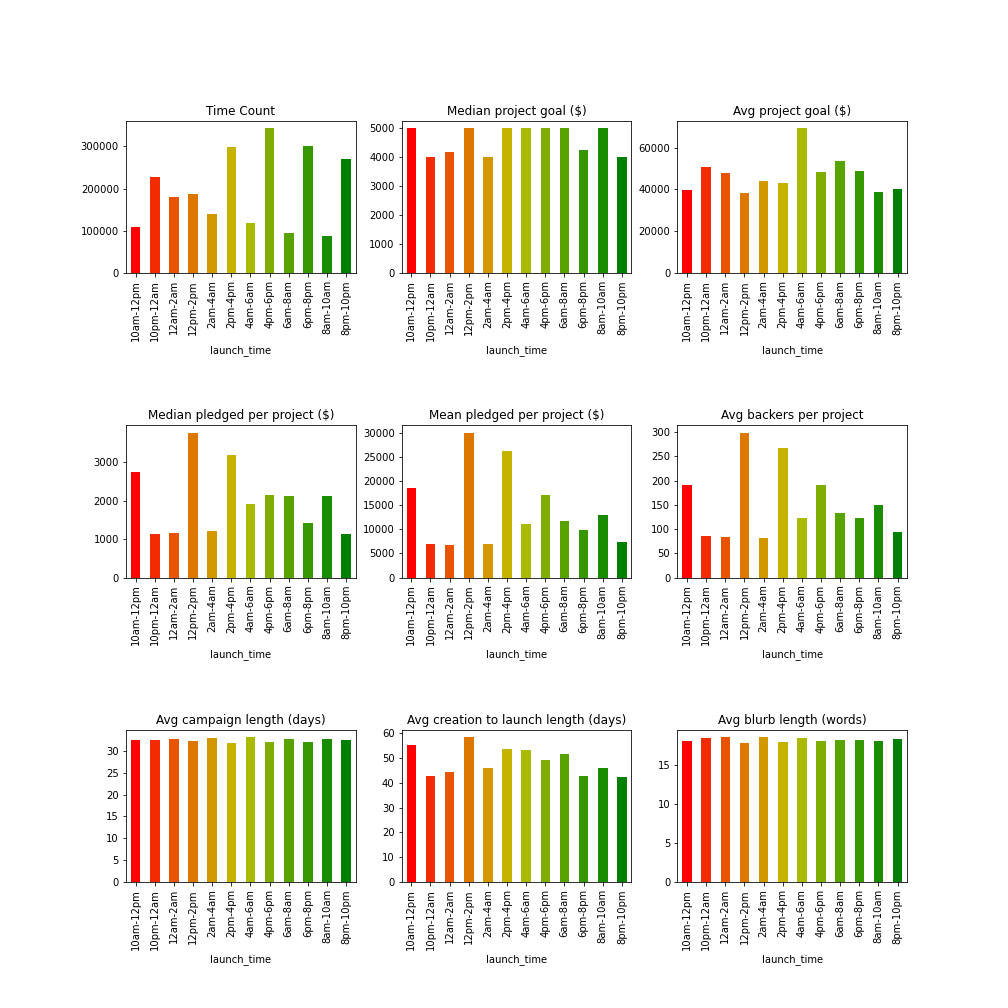 Time Count
300000
200000
100000
0
10am-12pm
10pm-12am
12am-2am
12pm-2pm
2am-4am
2pm-4pm
4am-6am
4pm-6pm
6am-8am
6pm-8pm
8am-10am
8pm-10pm
launch_time
Median project goal ($)
5000
4000
3000
2000
1000
0
10am-12pm
10pm-12am
12am-2am
12pm-2pm
2am-4am
2pm-4pm
4am-6am
4pm-6pm
6am-8am
6pm-8pm
8am-10am
8pm-10pm
launch_time
Avg project goal ($)
60000
40000
20000
0
10am-12pm
10pm-12am
12am-2am
12pm-2pm
2am-4am
2pm-4pm
4am-6am
4pm-6pm
6am-8am
6pm-8pm
8am-10am
8pm-10pm
launch_time
Median pledged per project ($)
3000
2000
1000
0
10am-12pm
10pm-12am
12am-2am
12pm-2pm
2am-4am
2pm-4pm
4am-6am
4pm-6pm
6am-8am
6pm-8pm
8am-10am
8pm-10pm
launch_time
Mean pledged per project ($)
30000
25000
20000
15000
10000
5000
0
10am-12pm
10pm-12am
12am-2am
12pm-2pm
2am-4am
2pm-4pm
4am-6am
4pm-6pm
6am-8am
6pm-8pm
8am-10am
8pm-10pm
launch_time
Avg backers per project
300
250
200
150
100
50
0
10am-12pm
10pm-12am
12am-2am
12pm-2pm
2am-4am
2pm-4pm
4am-6am
4pm-6pm
6am-8am
6pm-8pm
8am-10am
8pm-10pm
launch_time
Avg campaign length (days)
30
25
20
15
10
5
0
10am-12pm
10pm-12am
12am-2am
12pm-2pm
2am-4am
2pm-4pm
4am-6am
4pm-6pm
6am-8am
6pm-8pm
8am-10am
8pm-10pm
launch_time
Avg creation to launch length (days)
60
50
40
30
20
10
0
10am-12pm
10pm-12am
12am-2am
12pm-2pm
2am-4am
2pm-4pm
4am-6am
4pm-6pm
6am-8am
6pm-8pm
8am-10am
8pm-10pm
launch_time
Avg blurb length (words)
15
10
5
0
10am-12pm
10pm-12am
12am-2am
12pm-2pm
2am-4am
2pm-4pm
4am-6am
4pm-6pm
6am-8am
6pm-8pm
8am-10am
8pm-10pm
launch_time